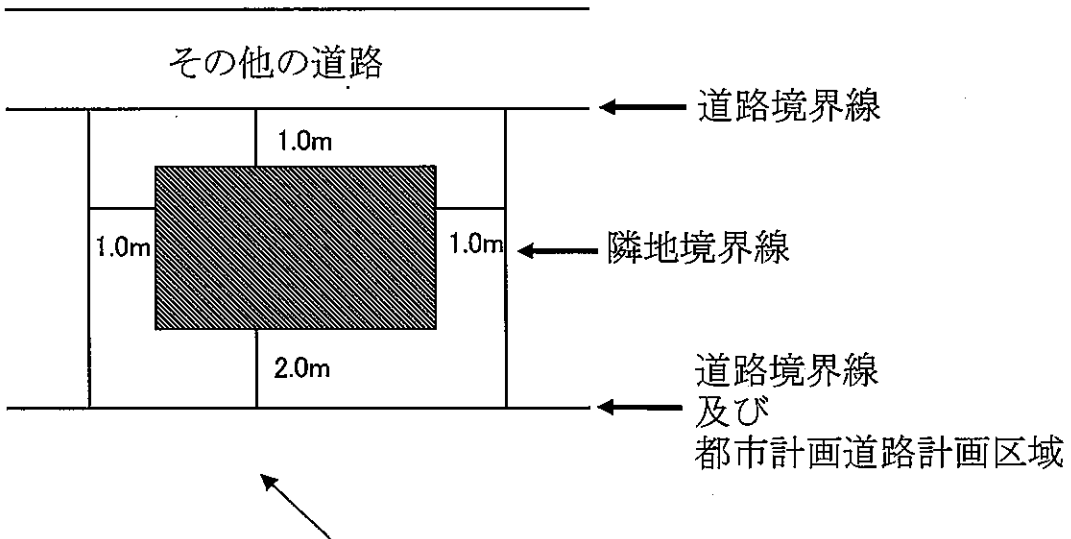 その他の道路
道路境界線
1.0m
1.0m
1.0m
隣地境界線
2.0m
道路境界線
及び
都市計画道路計画区域